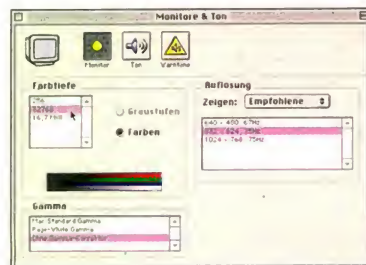 Monitore & Ton
Monitor
Ton
Warntöne
Farbtiefe
256
32768
16,7 Mio
Graustufen
Farben
Auflösung
Zeigen: Empfohlene
640 - 480 67Hz
832 - 624 75Hz
1024 - 768 75Hz
Gamma
Mac Standard Gamma
Page-White Gamma
Ohne Gamma-Korrektur